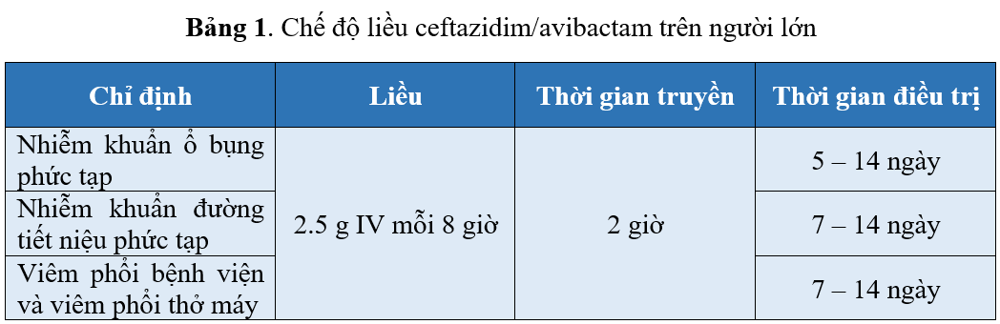 Bảng 1. Chế độ liều ceftazidim/avibactam trên người lớn
Chỉ định
Liều
Thời gian truyền
Thời gian điều trị
Nhiễm khuẩn ổ bụng
phức tạp
2.5 g IV mỗi 8 giờ
2 giờ
5 – 14 ngày
Nhiễm khuẩn đường
tiết niệu phức tạp
7 – 14 ngày
Viêm phổi bệnh viện
và viêm phổi thở máy
7 – 14 ngày